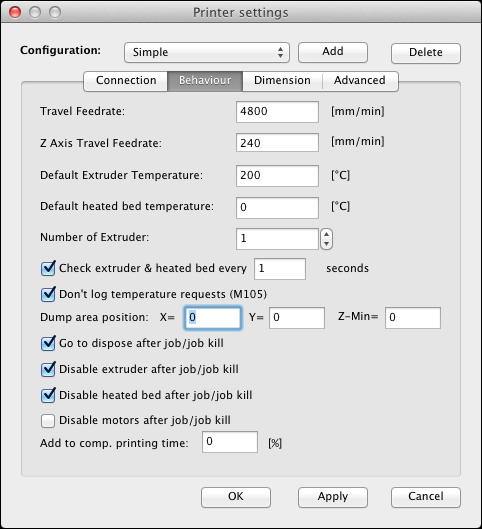 Printer settings
Configuration: Simple Add Delete
Connection Behaviour Dimension Advanced
Travel Feedrate: 4800 [mm/min]
Z Axis Travel Feedrate: 240 [mm/min]
Default Extruder Temperature: 200 [°C]
Default heated bed temperature: 0 [°C]
Number of Extruder: 1
Check extruder & heated bed every 1 seconds
Don't log temperature requests (M105)
Dump area position: X= 0 Y= 0 Z-Min= 0
Go to dispose after job/job kill
Disable extruder after job/job kill
Disable heated bed after job/job kill
Disable motors after job/job kill
Add to comp. printing time: 0 [%]
OK Apply Cancel